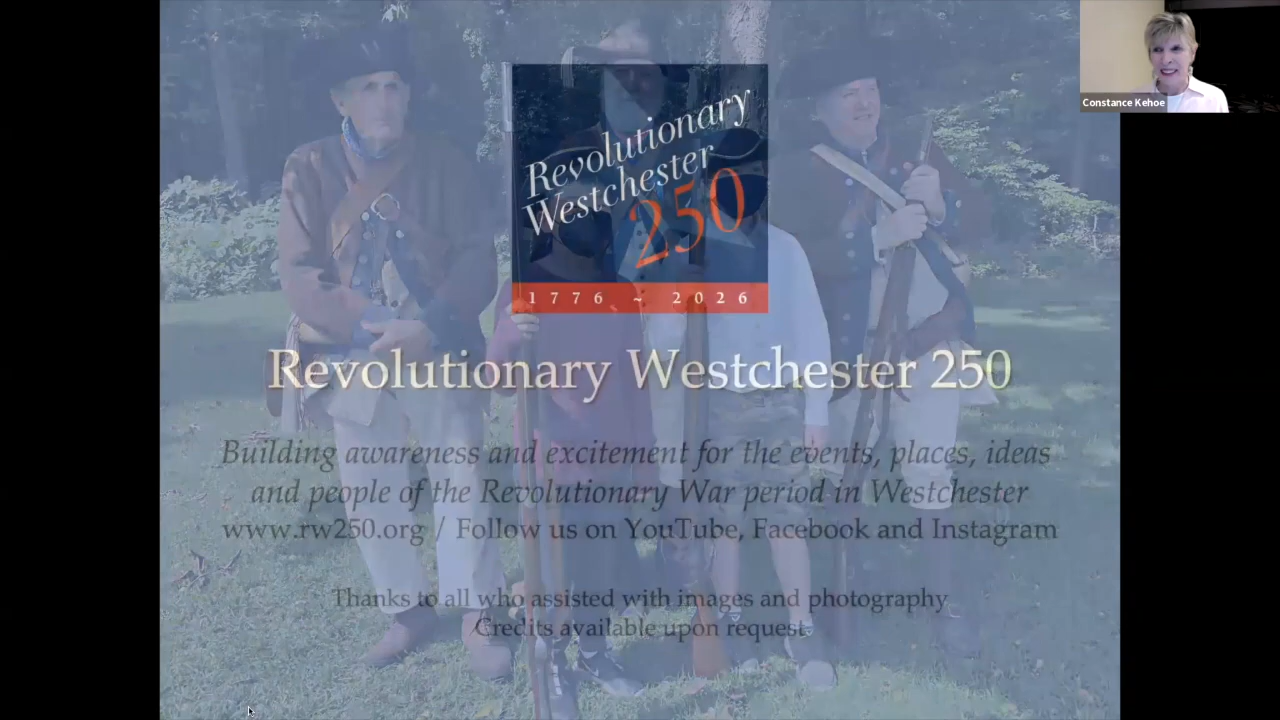 Constance Kehoe
Revolutionary
Westchester
250
1776 ~ 2026
Revolutionary Westchester 250
Building awareness and excitement for the events, places, ideas
and people of the Revolutionary War period in Westchester
www.rw250.org / Follow us on YouTube, Facebook and Instagram
Thanks to all who assisted with images and photography
Credits available upon request